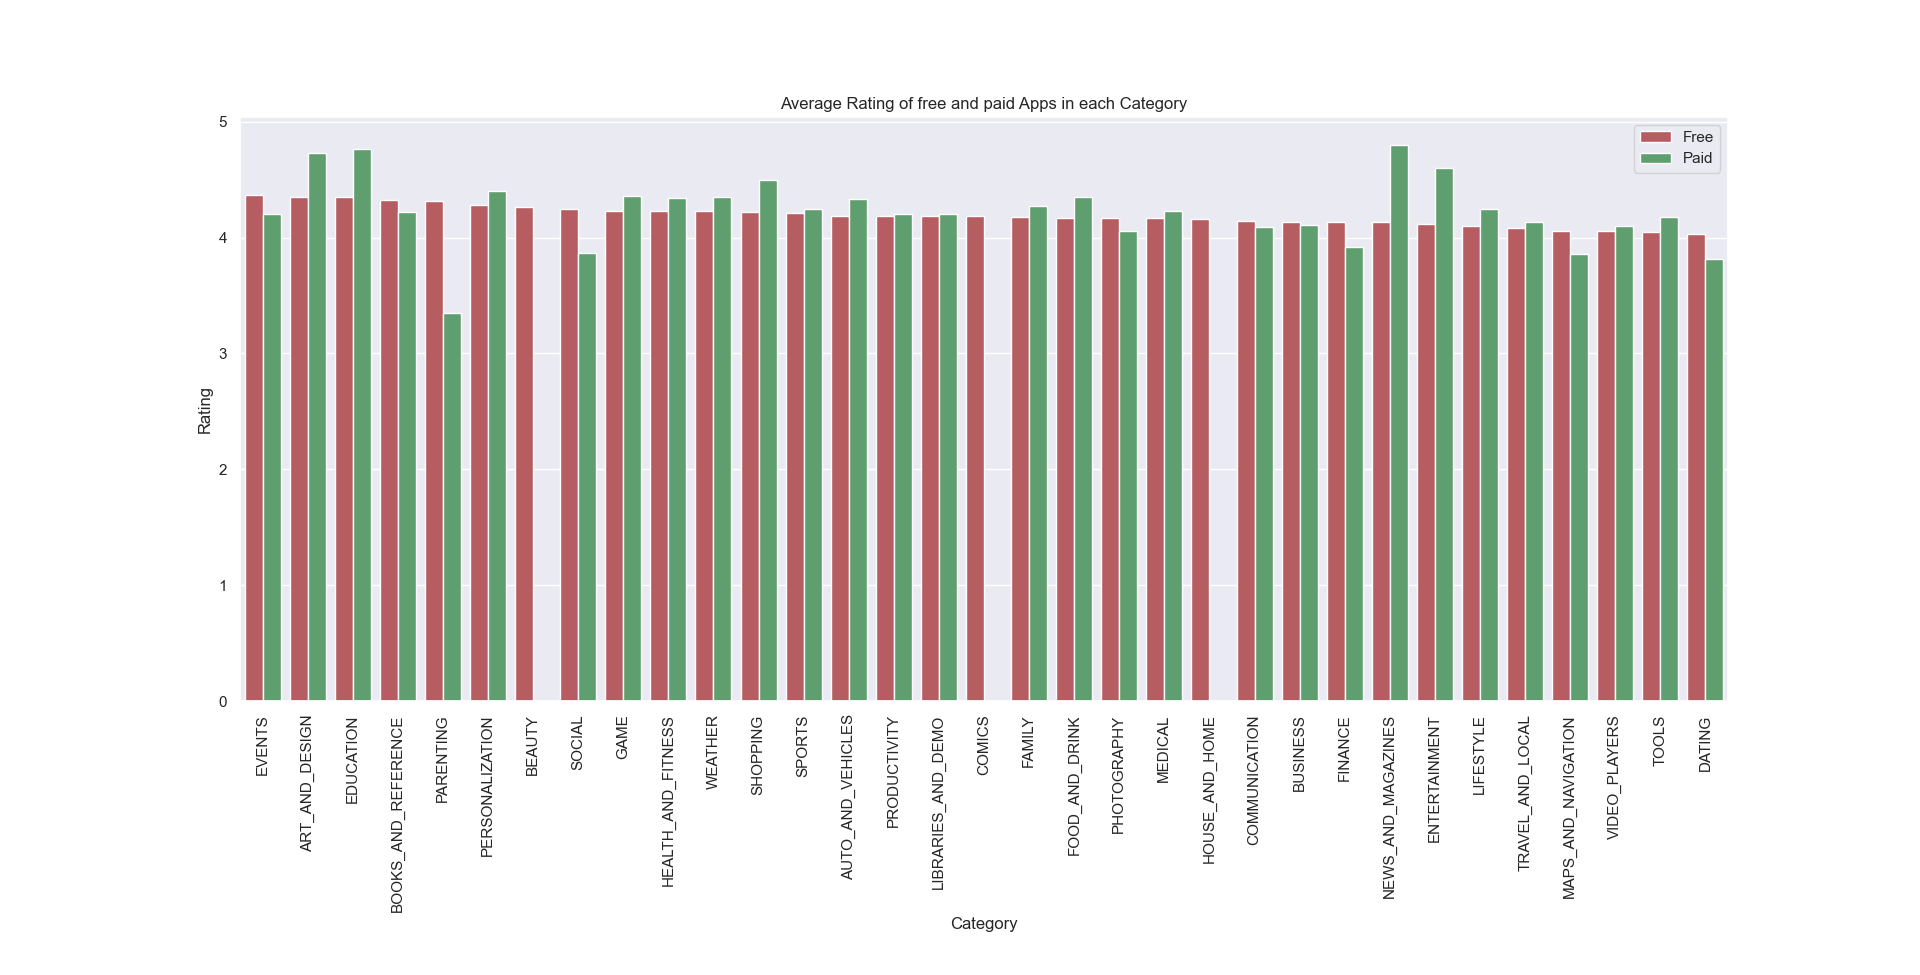 Average Rating of free and paid Apps in each Category
Free
Paid
5
4
3
2
1
0
Rating
EVENTS
ART_AND_DESIGN
EDUCATION
BOOKS_AND_REFERENCE
PARENTING
PERSONALIZATION
BEAUTY
SOCIAL
GAME
HEALTH_AND_FITNESS
WEATHER
SHOPPING
SPORTS
AUTO_AND_VEHICLES
PRODUCTIVITY
LIBRARIES_AND_DEMO
COMICS
FAMILY
FOOD_AND_DRINK
PHOTOGRAPHY
MEDICAL
HOUSE_AND_HOME
COMMUNICATION
BUSINESS
FINANCE
NEWS_AND_MAGAZINES
ENTERTAINMENT
LIFESTYLE
TRAVEL_AND_LOCAL
MAPS_AND_NAVIGATION
VIDEO_PLAYERS
TOOLS
DATING
Category